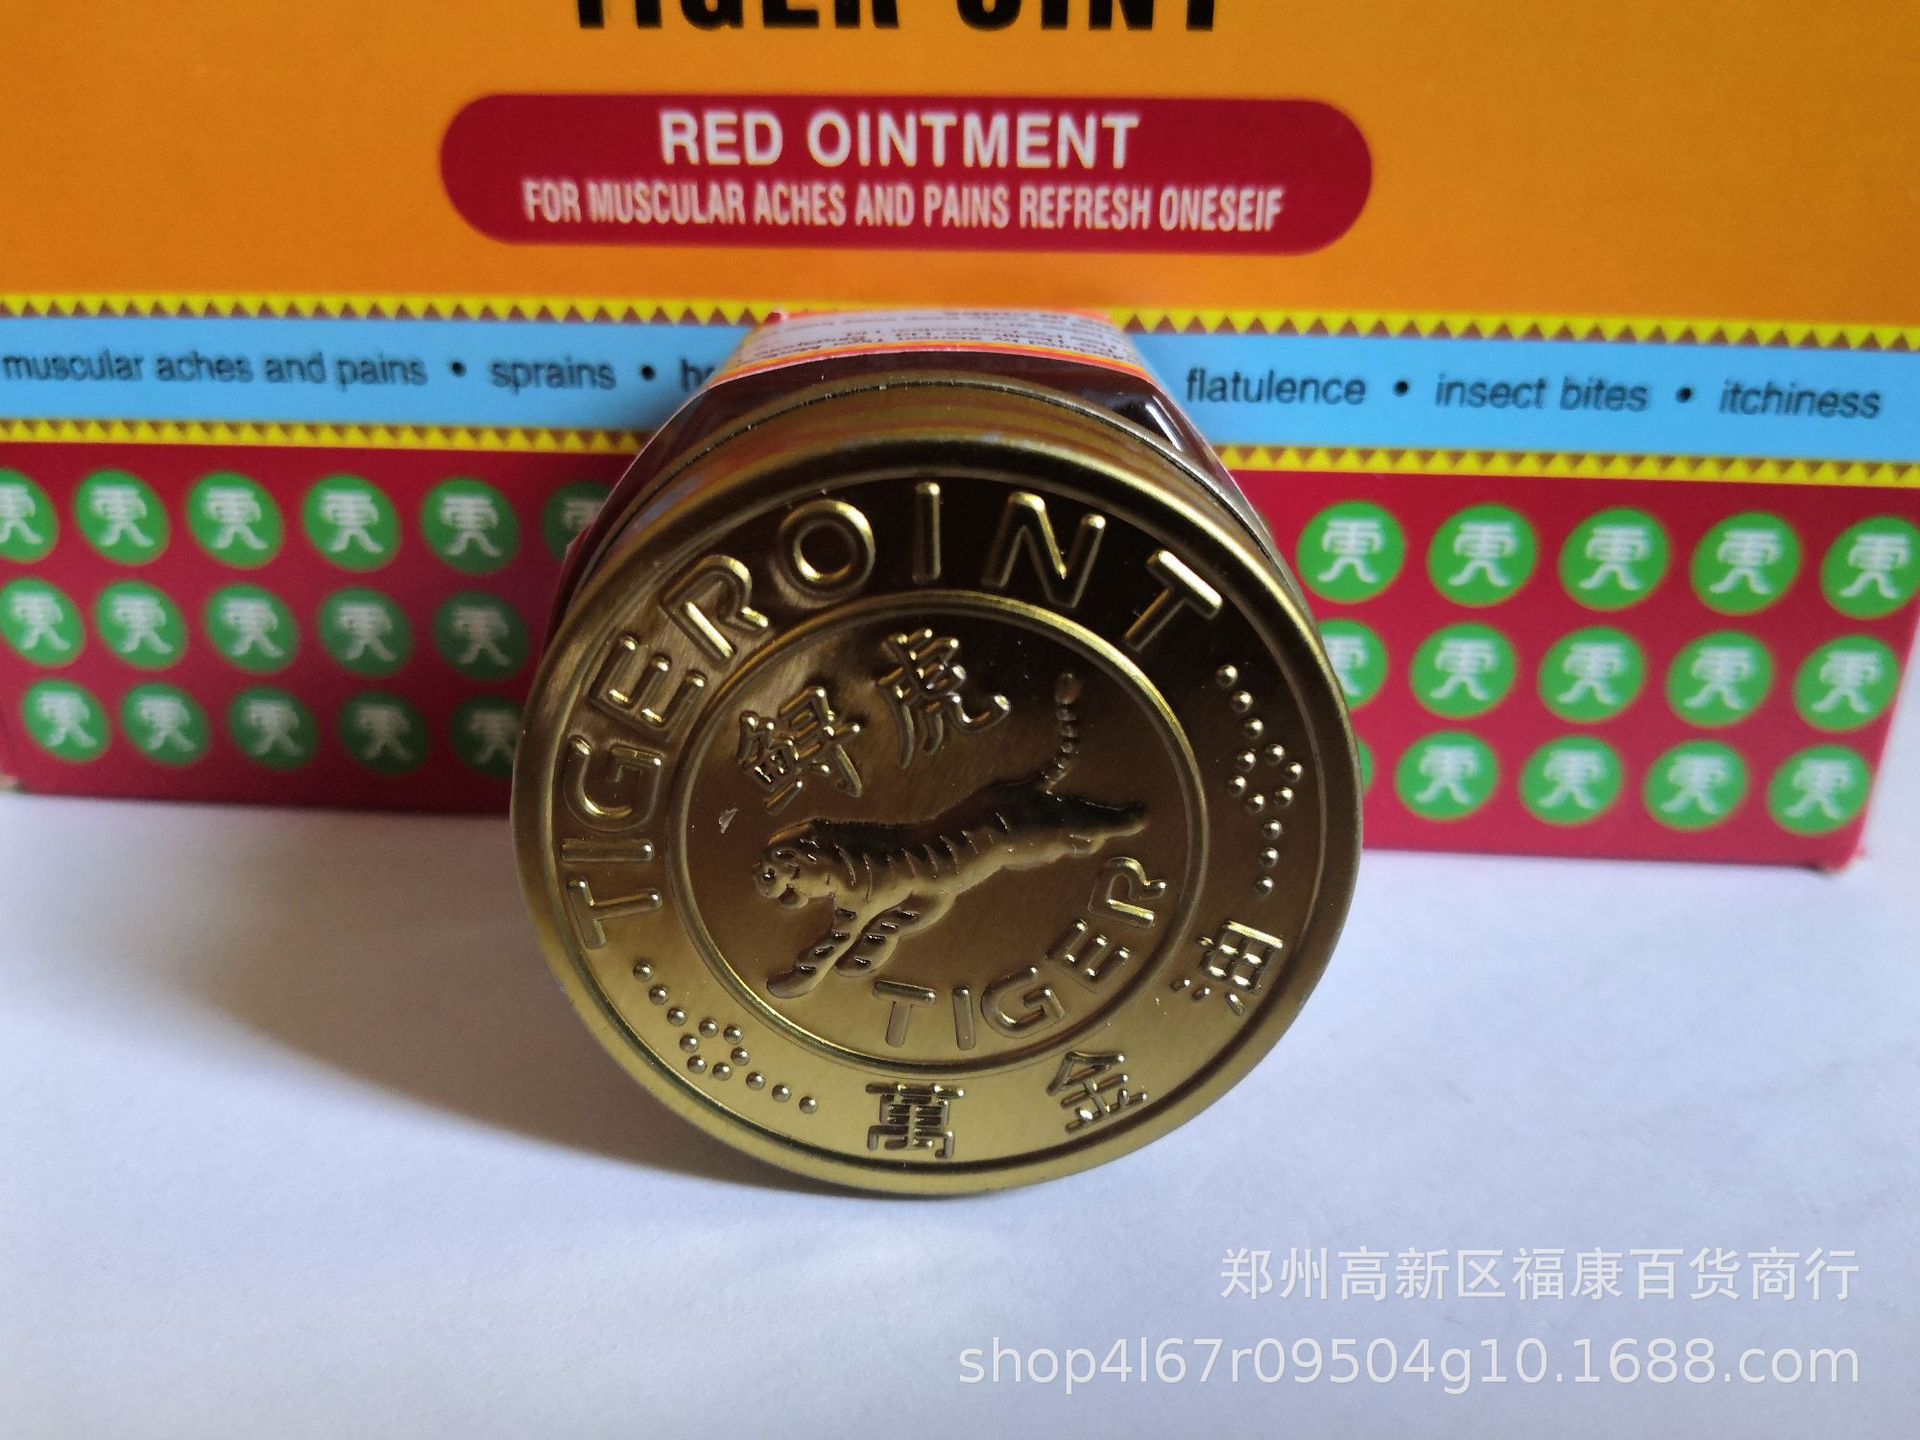 TIGER OINT
RED OINTMENT
FOR MUSCULAR ACHES AND PAINS REFRESH ONESEIF
muscular aches and pains • sprains •
flatulence • insect bites • itchiness
TIGEROINT
虎
TIGER
萬金油
郑州高新区福康百货商行
shop4l67r09504g10.1688.com